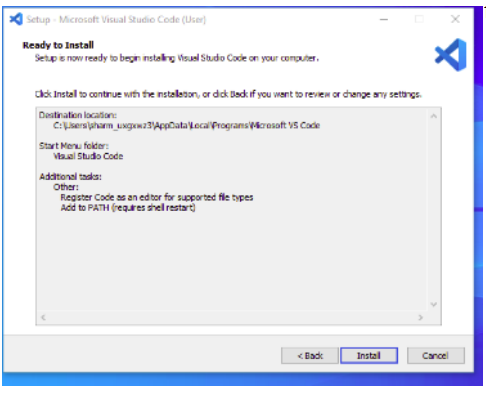 Setup - Microsoft Visual Studio Code (User)
Ready to Install
Setup is now ready to begin installing Visual Studio Code on your computer.
Click Install to continue with the installation, or click Back if you want to review or change any settings.
Destination location:
C:\Users\sharm_uxgxwz3\AppData\Local\Programs\Microsoft VS Code
Start Menu folder:
Visual Studio Code
Additional tasks:
Other:
Register Code as an editor for supported file types
Add to PATH (requires shell restart)
< Back
Install
Cancel